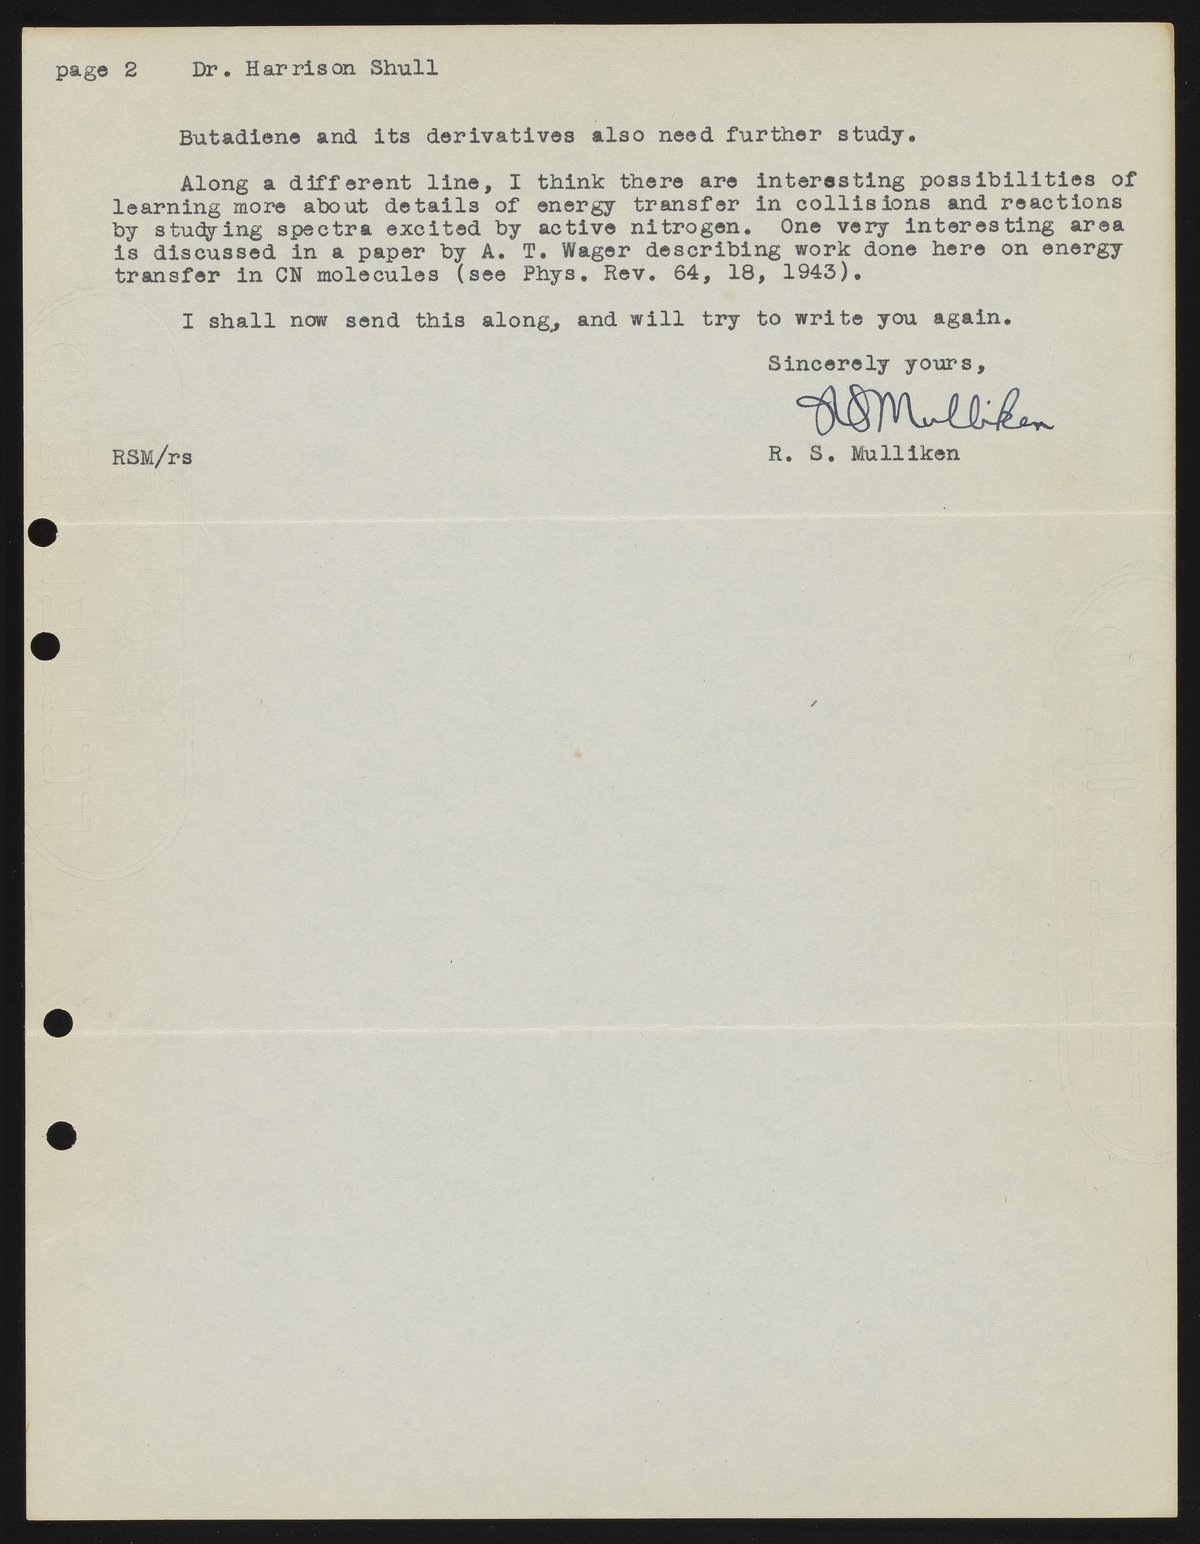 page 2 Dr. Harrison Shull
Butadiene and its derivatives also need further study.
Along a different line, I think there are interesting possibilities of
learning more about details of energy transfer in collisions and reactions
by studying spectra excited by active nitrogen. One very interesting area
is discussed in a paper by A. T. Wager describing work done here on energy
transfer in CN molecules (see Phys. Rev. 64, 18, 1943).
I shall now send this along, and will try to write you again.
Sincerely yours,
RSMulliken
RSM/rs
R. S. Mulliken
LETTERHEAD
BOND
LETTERHEAD